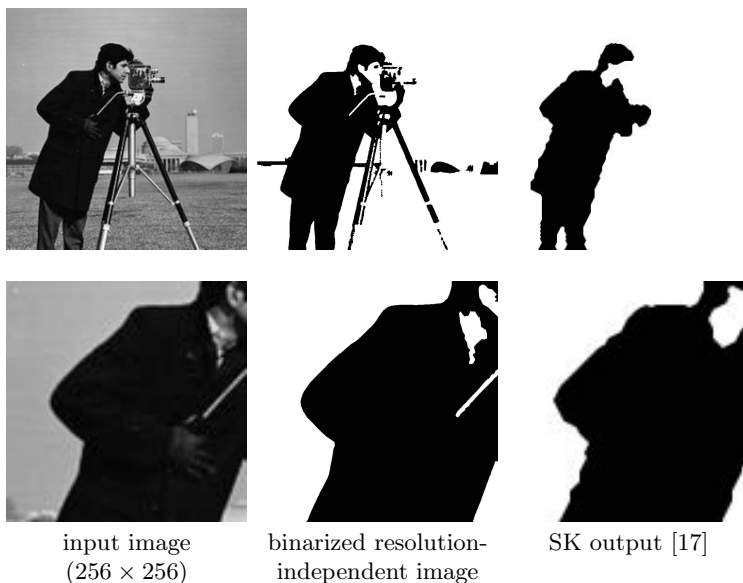 input image
(256 × 256)
binarized resolution-
independent image
SK output [17]